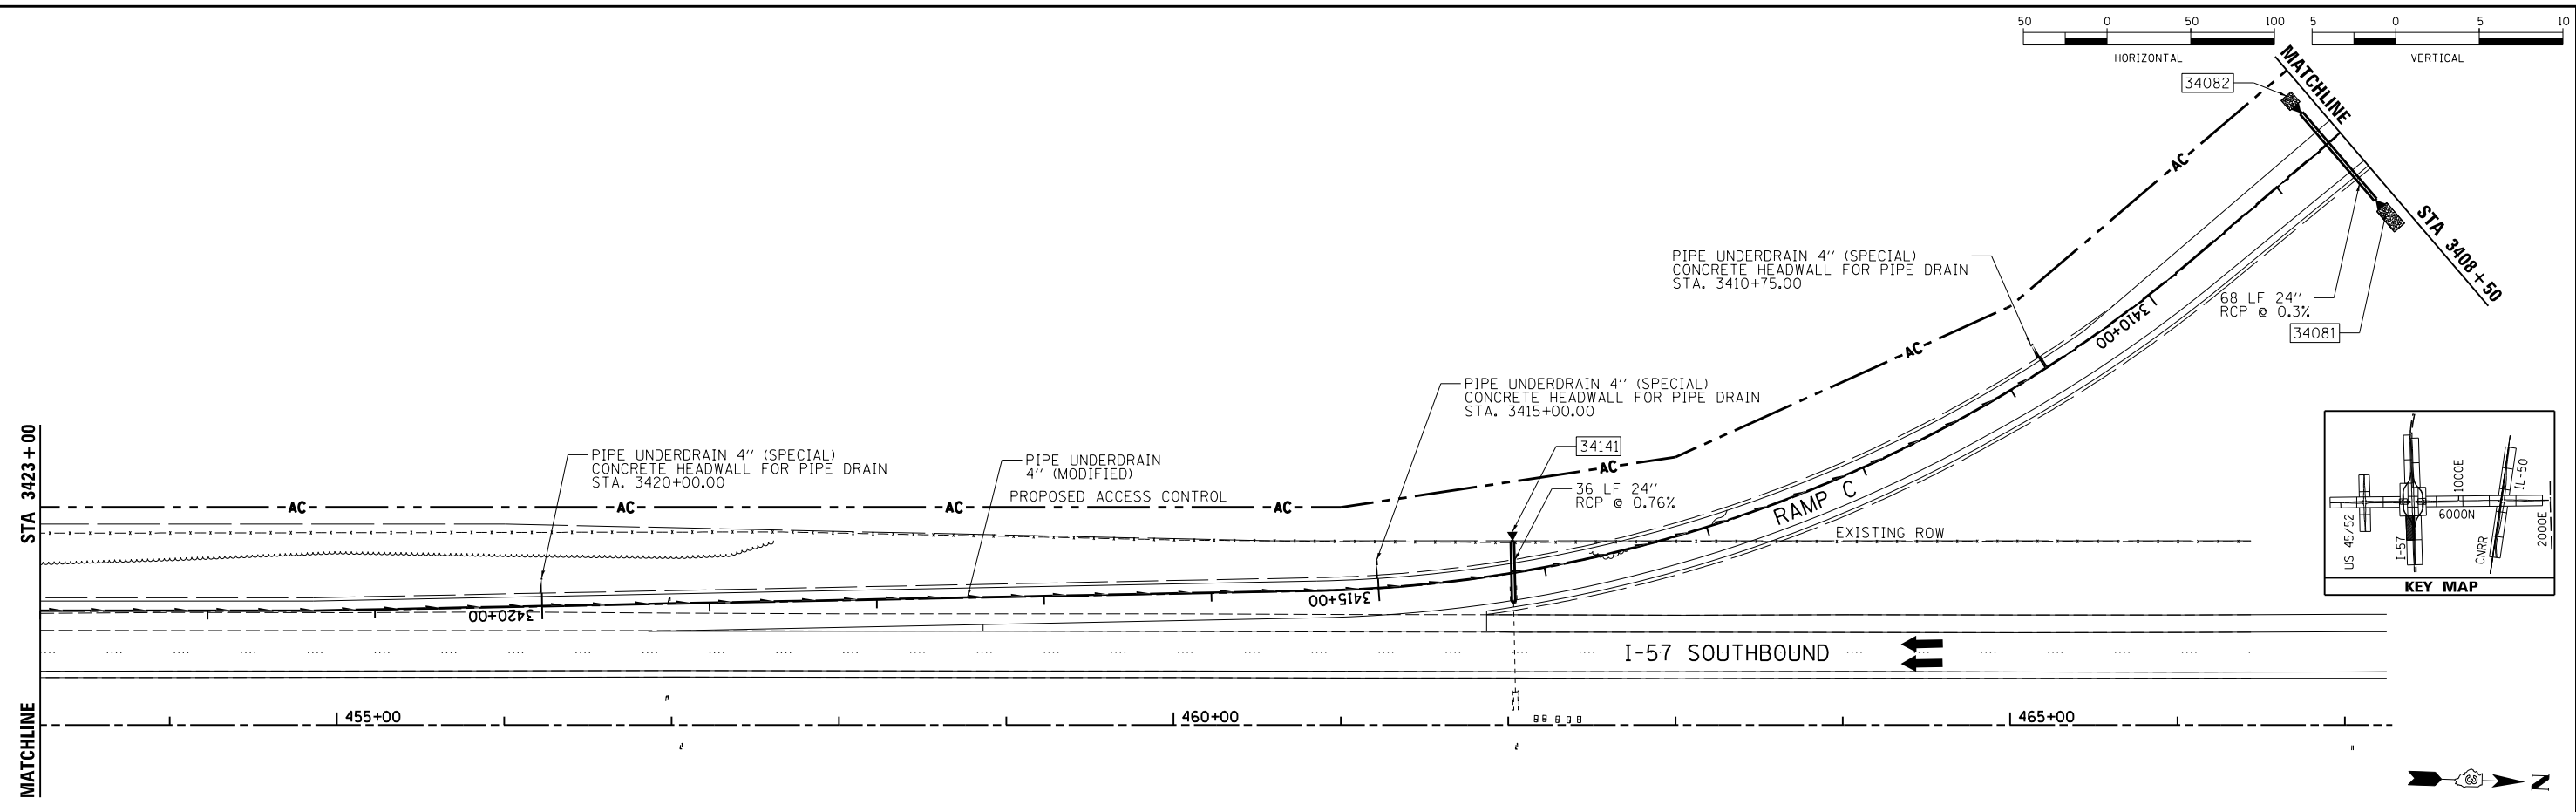 50 0 50 100
HORIZONTAL
5 0 5 10
VERTICAL
MATCHLINE
STA 3408+50
34082
AC
PIPE UNDERDRAIN 4'' (SPECIAL)
CONCRETE HEADWALL FOR PIPE DRAIN
STA. 3410+75.00
68 LF 24''
RCP @ 0.3%
34081
3410+00
AC
PIPE UNDERDRAIN 4'' (SPECIAL)
CONCRETE HEADWALL FOR PIPE DRAIN
STA. 3415+00.00
34141
AC
36 LF 24''
RCP @ 0.76%
RAMP C
EXISTING ROW
STA 3423+00
PIPE UNDERDRAIN 4'' (SPECIAL)
CONCRETE HEADWALL FOR PIPE DRAIN
STA. 3420+00.00
PIPE UNDERDRAIN
4'' (MODIFIED)
PROPOSED ACCESS CONTROL
AC AC AC AC
3420+00
3415+00
I-57 SOUTHBOUND
455+00
460+00
465+00
MATCHLINE
US 45/52
I-57
1000E
6000N
CNRR
IL-50
2000E
KEY MAP
3
N